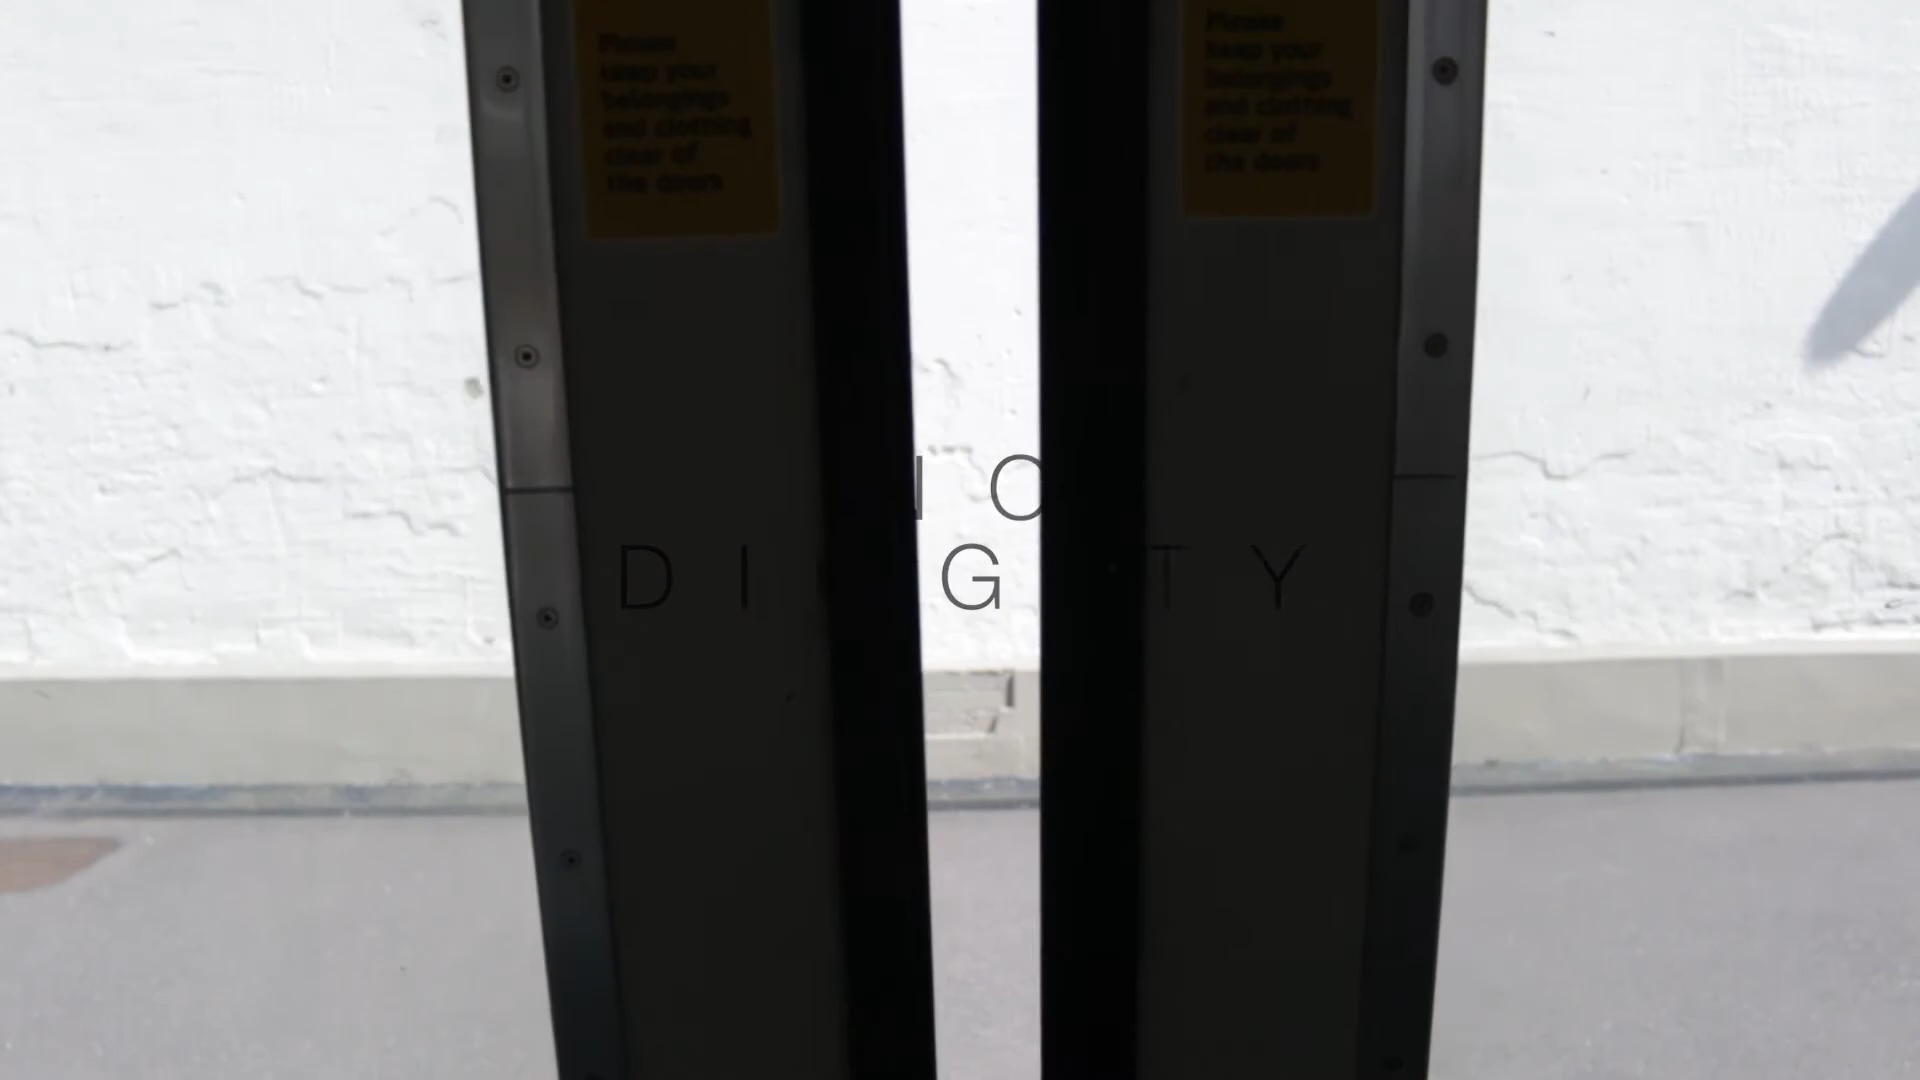 Please
keep your
belongings
and clothing
clear of
the doors
Please
keep your
belongings
and clothing
clear of
the doors
I O
D I G T Y